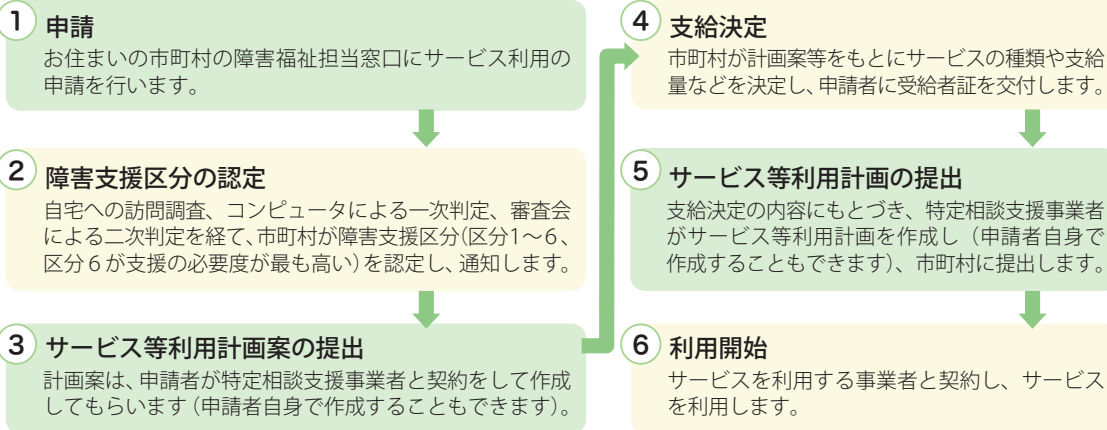 1 申請
お住まいの市町村の障害福祉担当窓口にサービス利用の
申請を行います。
2 障害支援区分の認定
自宅への訪問調査、コンピュータによる一次判定、審査会
による二次判定を経て、市町村が障害支援区分(区分1〜6、
区分6が支援の必要度が最も高い)を認定し、通知します。
3 サービス等利用計画案の提出
計画案は、申請者が特定相談支援事業者と契約をして作成
してもらいます(申請者自身で作成することもできます)。
4 支給決定
市町村が計画案等をもとにサービスの種類や支給
量などを決定し、申請者に受給者証を交付します。
5 サービス等利用計画の提出
支給決定の内容にもとづき、特定相談支援事業者
がサービス等利用計画を作成し(申請者自身で
作成することもできます)、市町村に提出します。
6 利用開始
サービスを利用する事業者と契約し、サービス
を利用します。